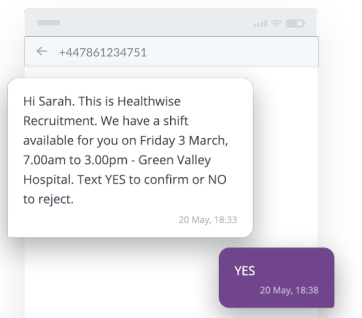 +447861234751
Hi Sarah. This is Healthwise
Recruitment. We have a shift
available for you on Friday 3 March,
7.00am to 3.00pm - Green Valley
Hospital. Text YES to confirm or NO
to reject.
20 May, 18:33
YES
20 May, 18:38